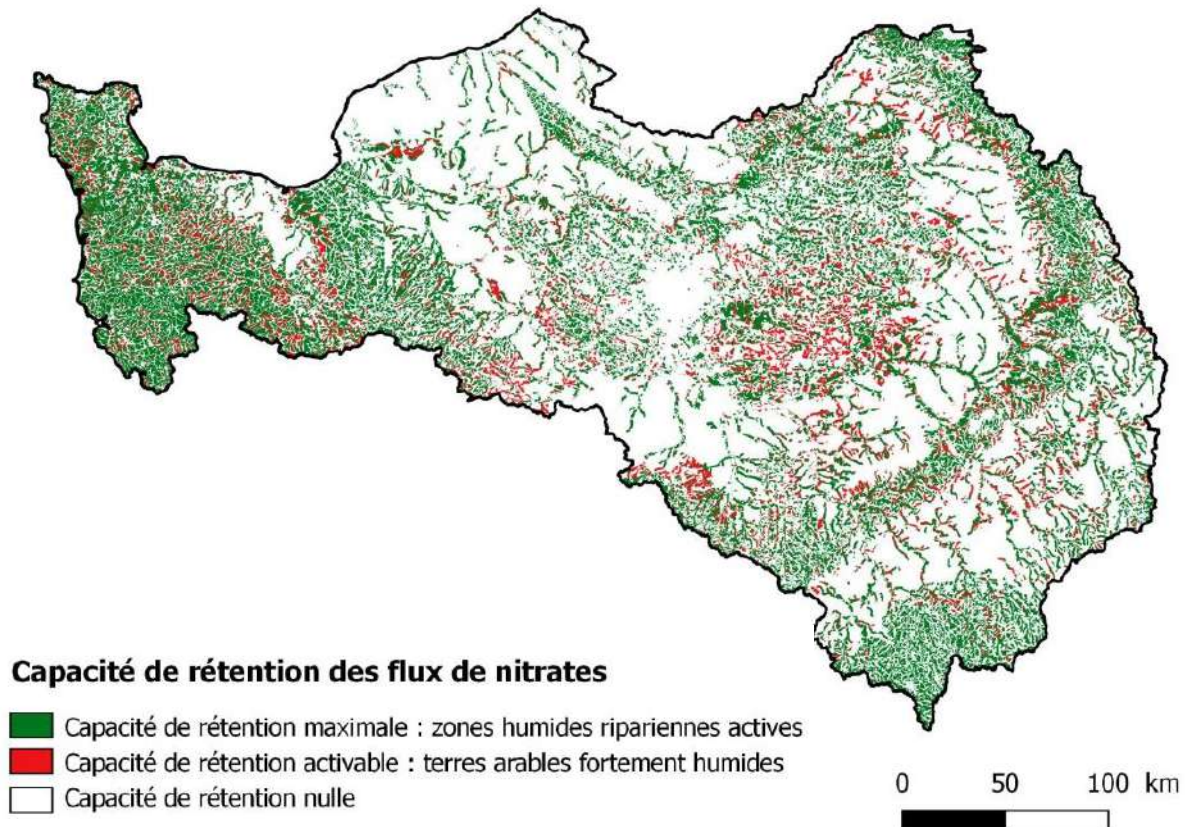 Capacité de rétention des flux de nitrates
Capacité de rétention maximale : zones humides ripariennes actives
Capacité de rétention activable : terres arables fortement humides
Capacité de rétention nulle
0 50 100 km